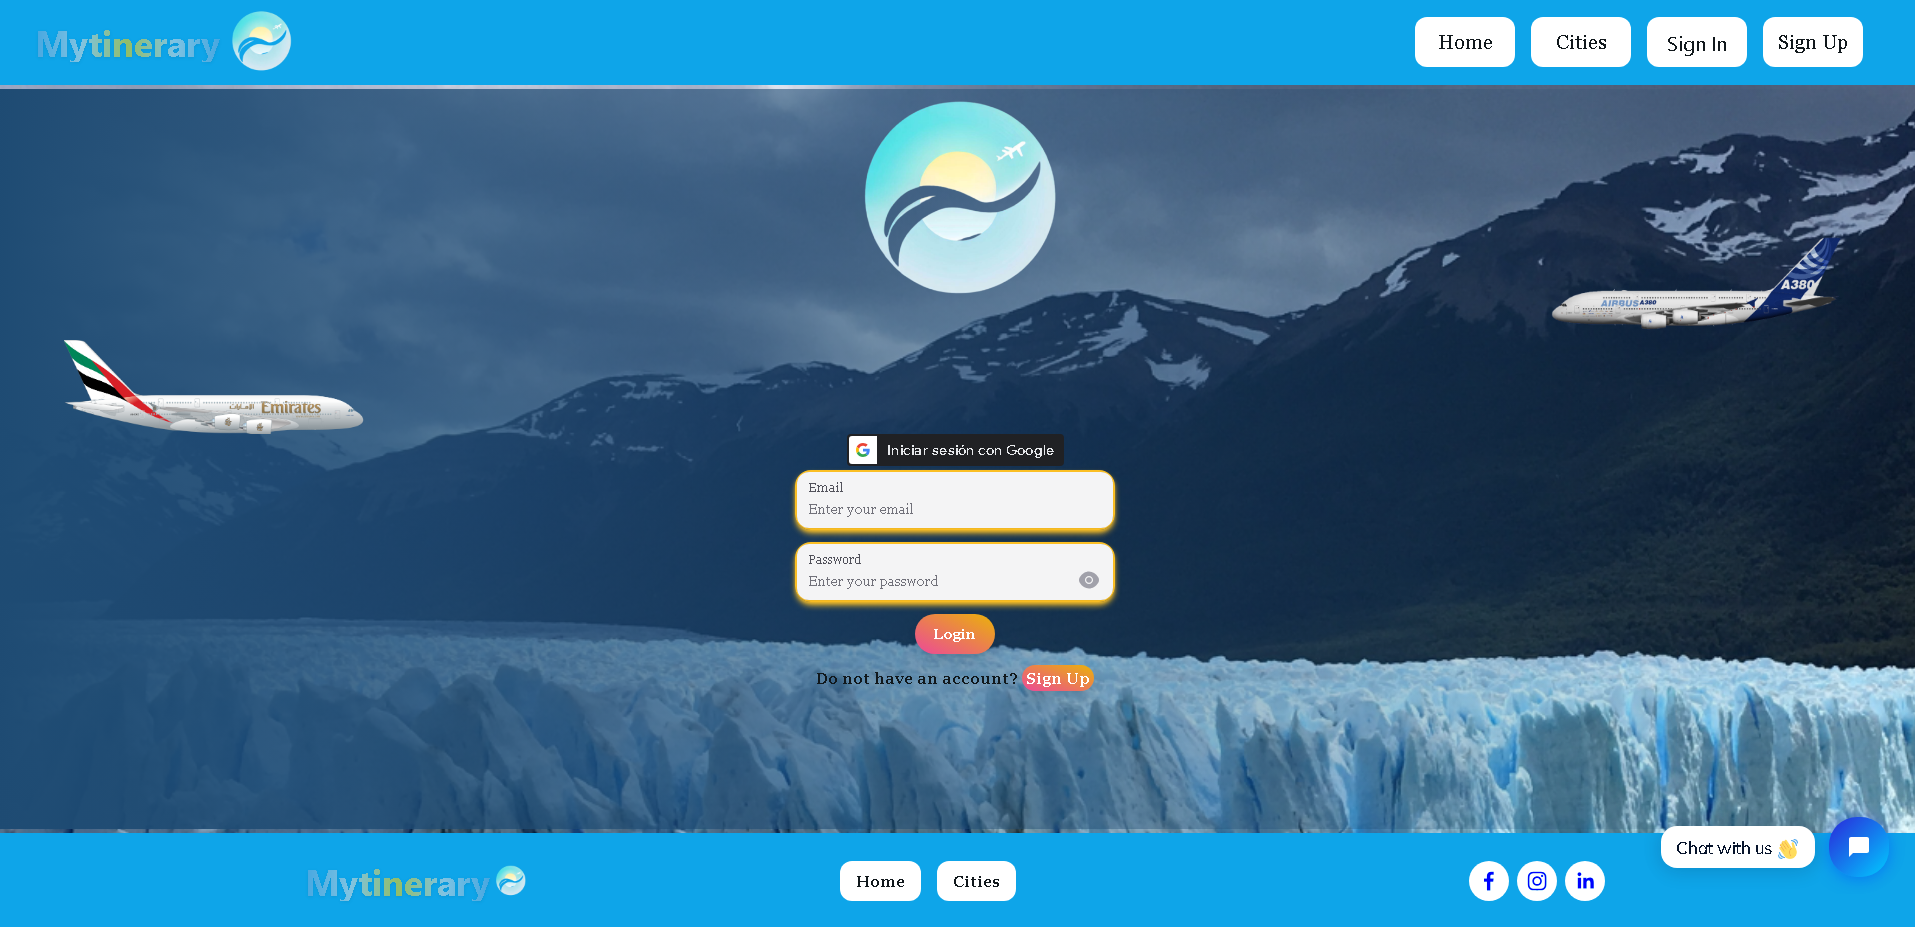 Mytinerary
Home
Cities
Sign In
Sign Up
AIRBUS A380
A380
Emirates
Iniciar sesión con Google
Email
Enter your email
Password
Enter your password
Login
Do not have an account? Sign Up
Chat with us 👋
Mytinerary
Home
Cities